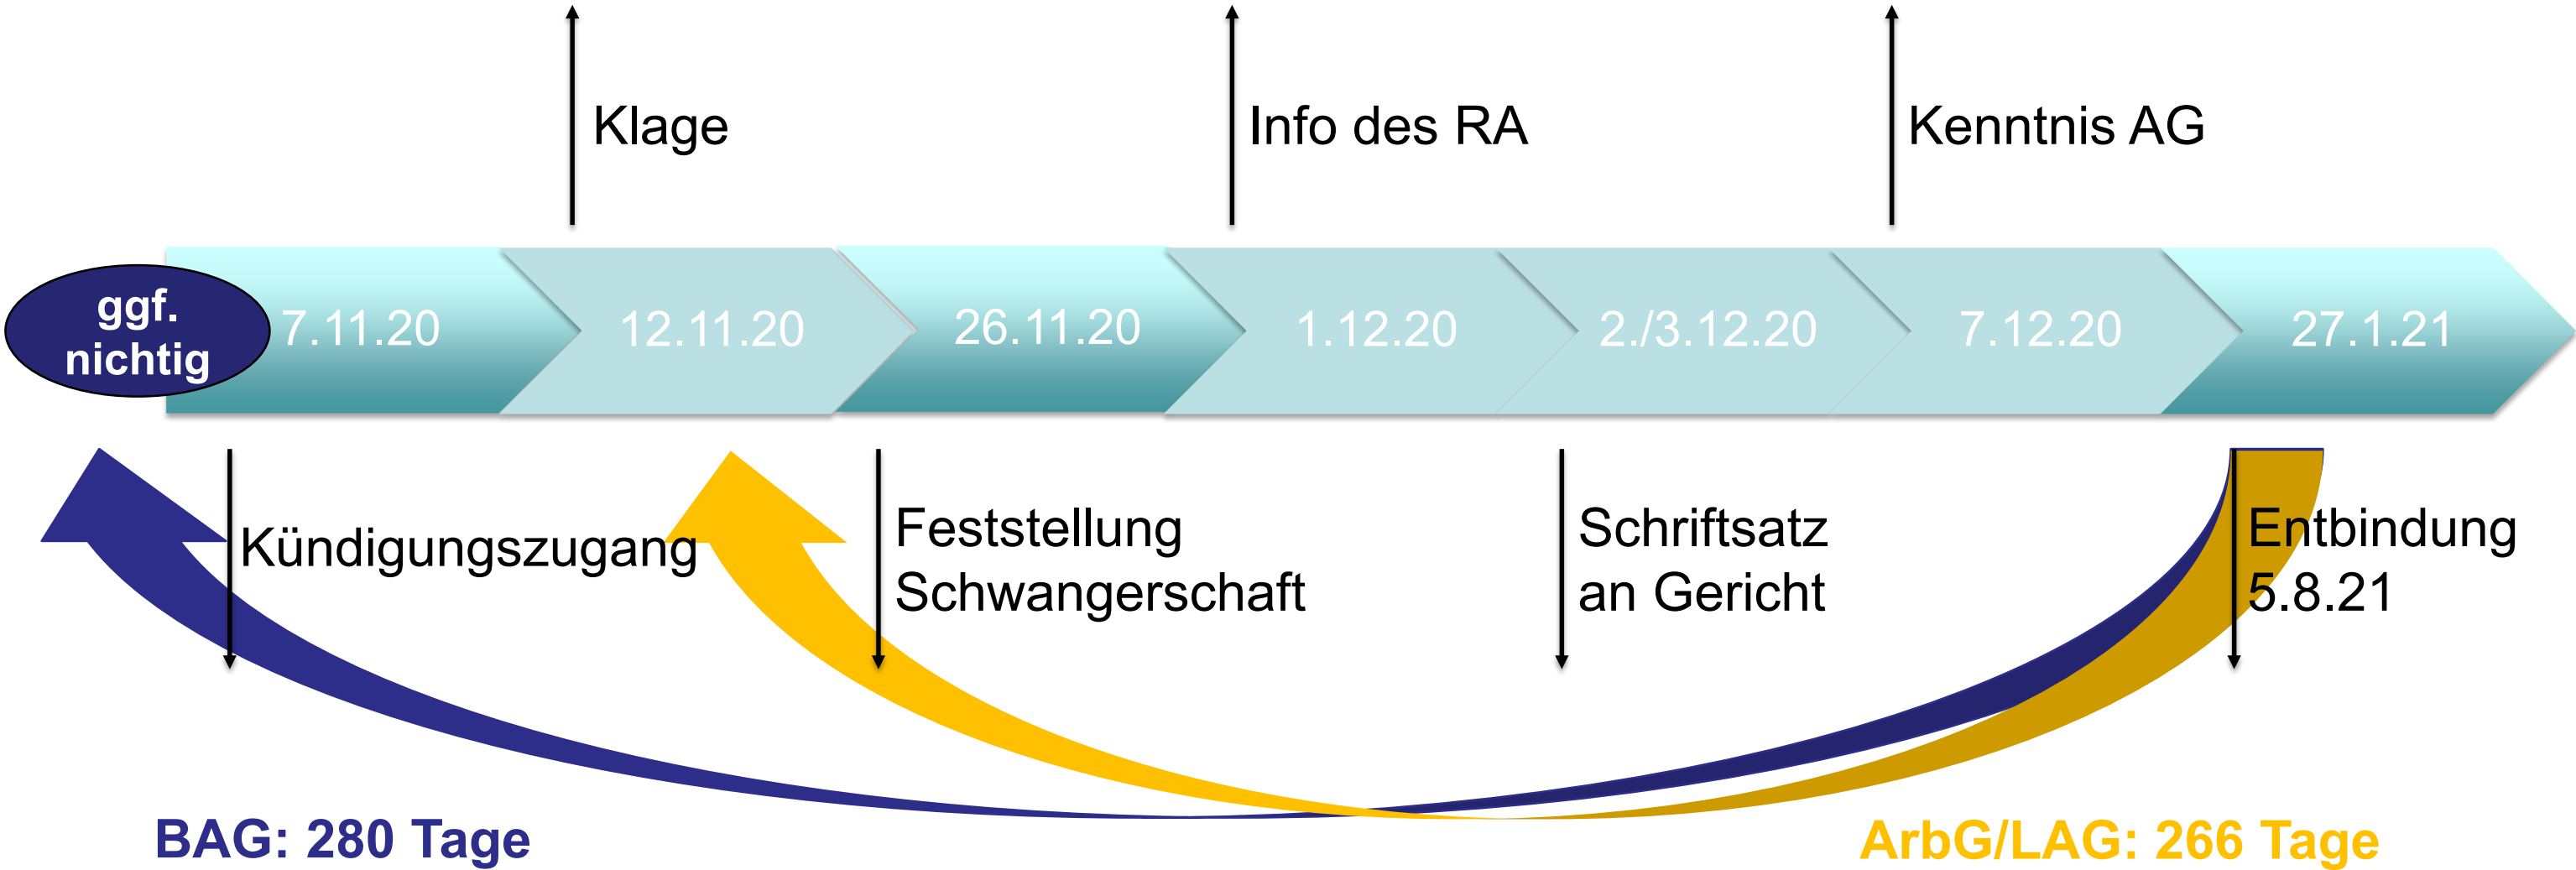 Klage
Info des RA
Kenntnis AG
ggf.
nichtig
7.11.20
12.11.20
26.11.20
1.12.20
2./3.12.20
7.12.20
27.1.21
Kündigungszugang
Feststellung
Schwangerschaft
Schriftsatz
an Gericht
Entbindung
5.8.21
BAG: 280 Tage
ArbG/LAG: 266 Tage